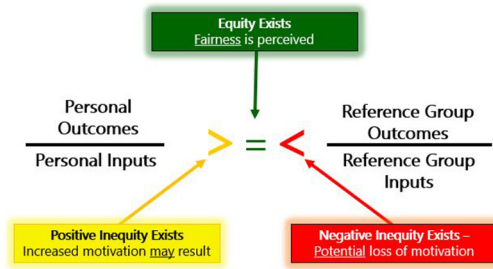 Equity Exists
Fairness is perceived
Personal
Outcomes
Personal Inputs
> = <
Reference Group
Outcomes
Reference Group
Inputs
Positive Inequity Exists
Increased motivation may result
Negative Inequity Exists –
Potential loss of motivation